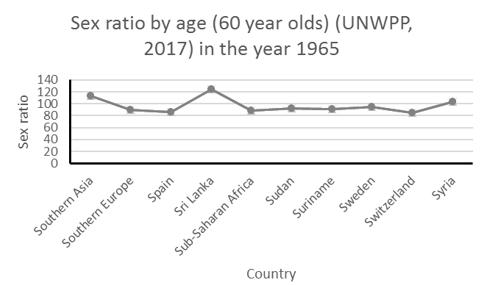 Sex ratio by age (60 year olds) (UNWPP,
2017) in the year 1965
Sex ratio
140
120
100
80
60
40
20
0
Southern Asia
Southern Europe
Spain
Sri Lanka
Sub-Saharan Africa
Sudan
Suriname
Sweden
Switzerland
Syria
Country